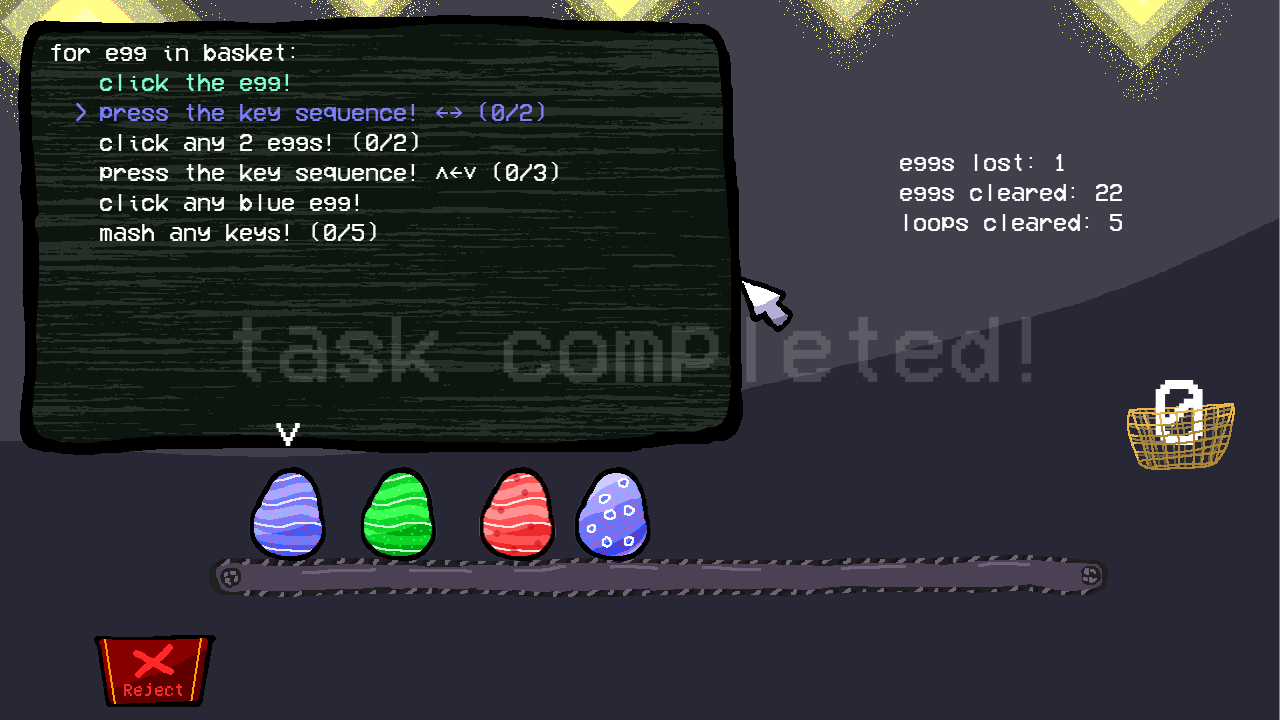 for egg in basket:
click the egg!
> press the key sequence! ←→ (0/2)
click any 2 eggs! (0/2)
press the key sequence! ^←v (0/3)
click any blue egg!
mash any keys! (0/5)
eggs lost: 1
eggs cleared: 22
loops cleared: 5
task completed!
0
Reject